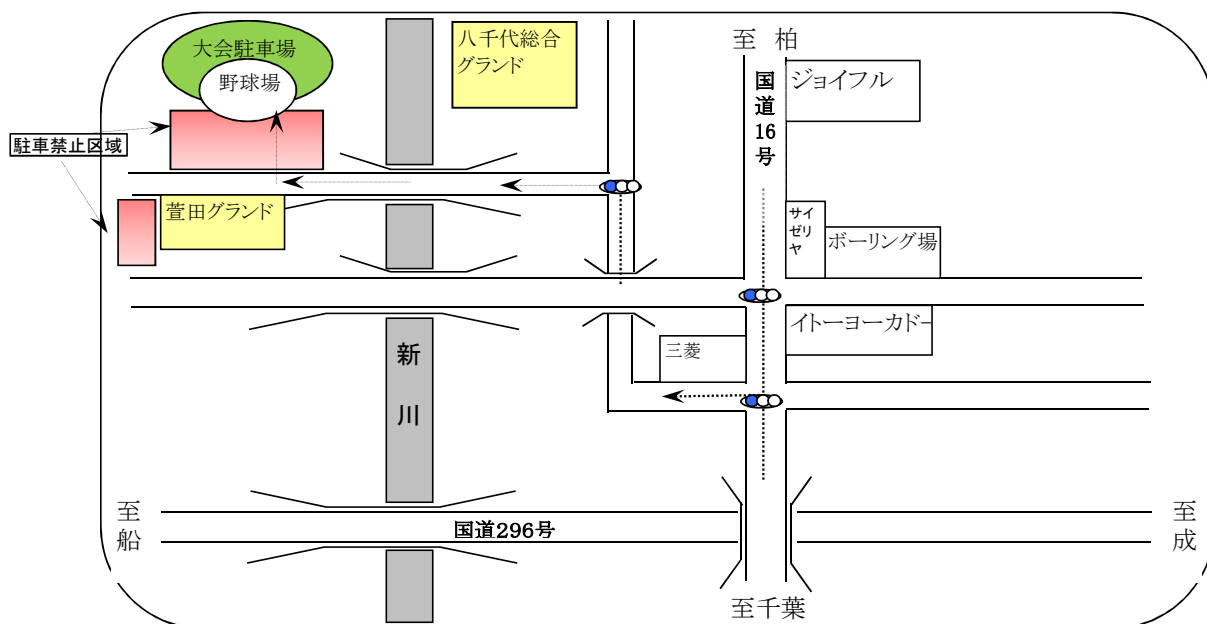 大会駐車場
野球場
駐車禁止区域
萱田グランド
八千代総合
グランド
至 柏
国道16号
ジョイフル
サイ
ゼリ
ヤ
ボーリング場
イトーヨーカドー
三菱
新川
国道296号
至船
至成
至千葉